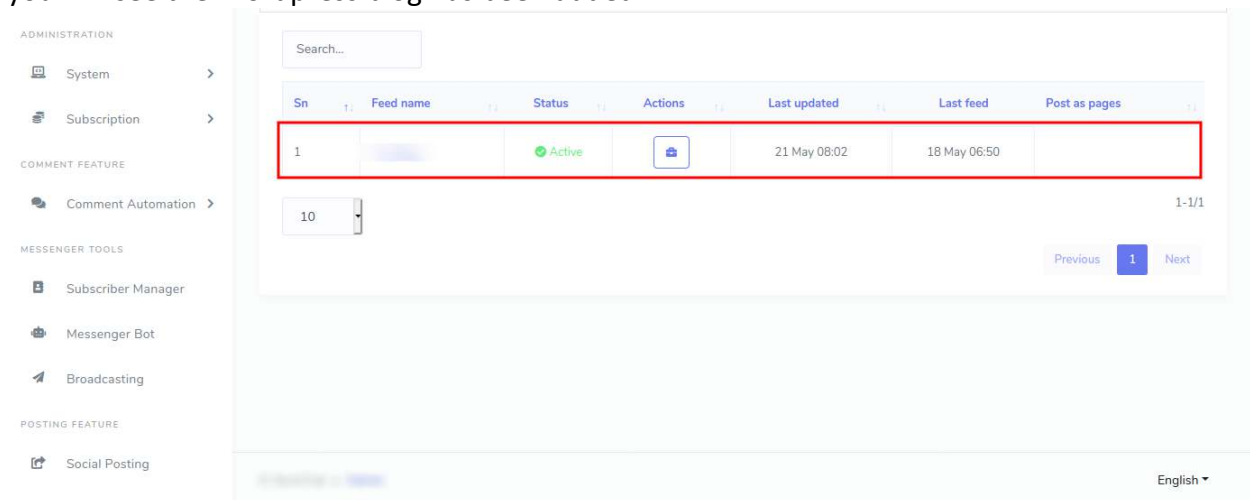 ADMINISTRATION
System
Subscription
COMMENT FEATURE
Comment Automation
MESSENGER TOOLS
Subscriber Manager
Messenger Bot
Broadcasting
POSTING FEATURE
Social Posting
Search...
Sn Feed name Status Actions Last updated Last feed Post as pages
1 Active 21 May 08:02 18 May 06:50
10
1-1/1
Previous 1 Next
English